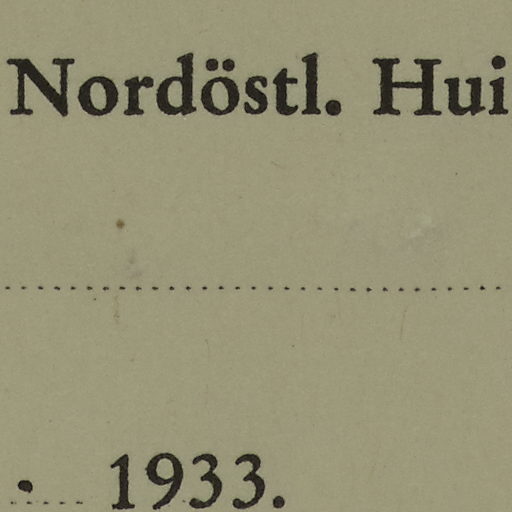 Nordöstl. Hui
. 1933.